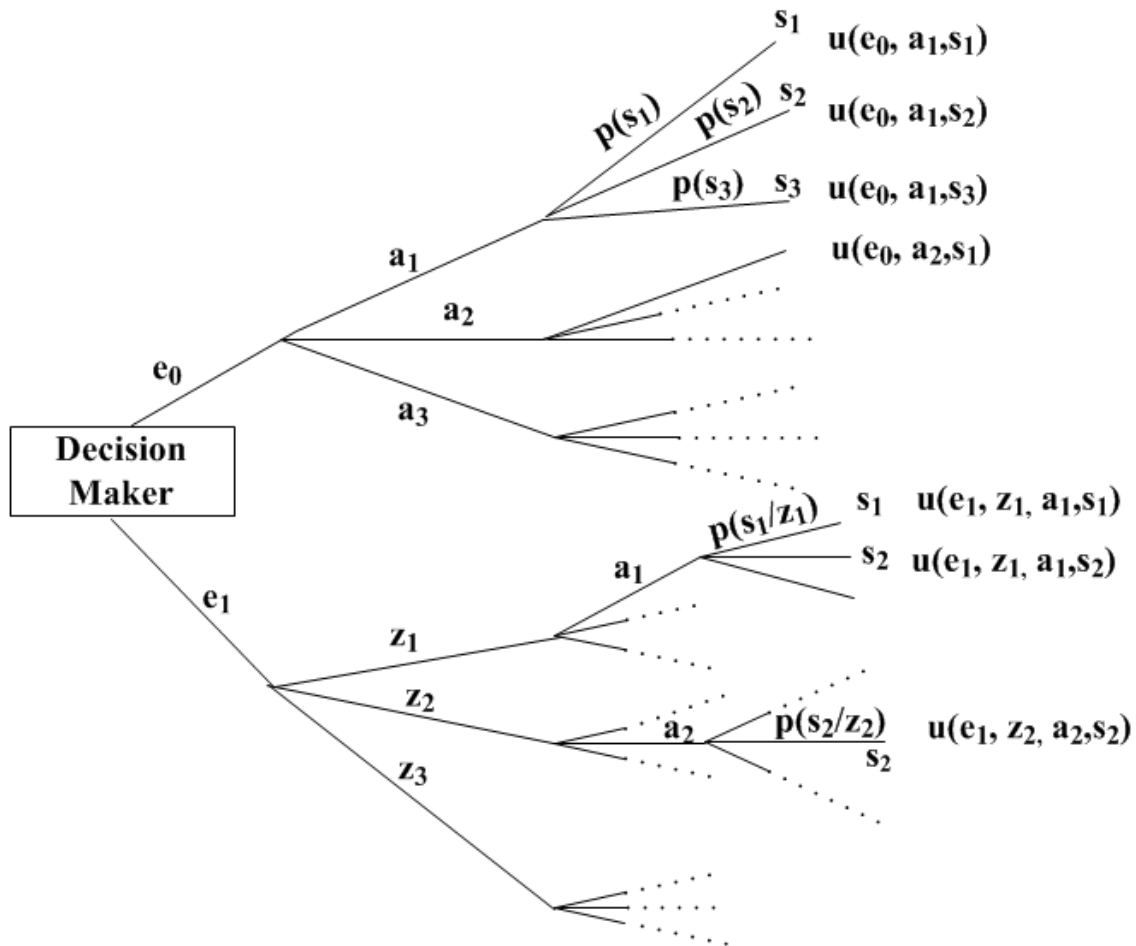 s₁ u(e₀, a₁,s₁)
p(s₁) p(s₂) s₂ u(e₀, a₁,s₂)
p(s₃) s₃ u(e₀, a₁,s₃)
a₁ u(e₀, a₂,s₁)
a₂
e₀
a₃
Decision
Maker
p(s₁/z₁) s₁ u(e₁, z₁, a₁,s₁)
a₁ s₂ u(e₁, z₁, a₁,s₂)
e₁
z₁
z₂
a₂ p(s₂/z₂) u(e₁, z₂, a₂,s₂)
s₂
z₃